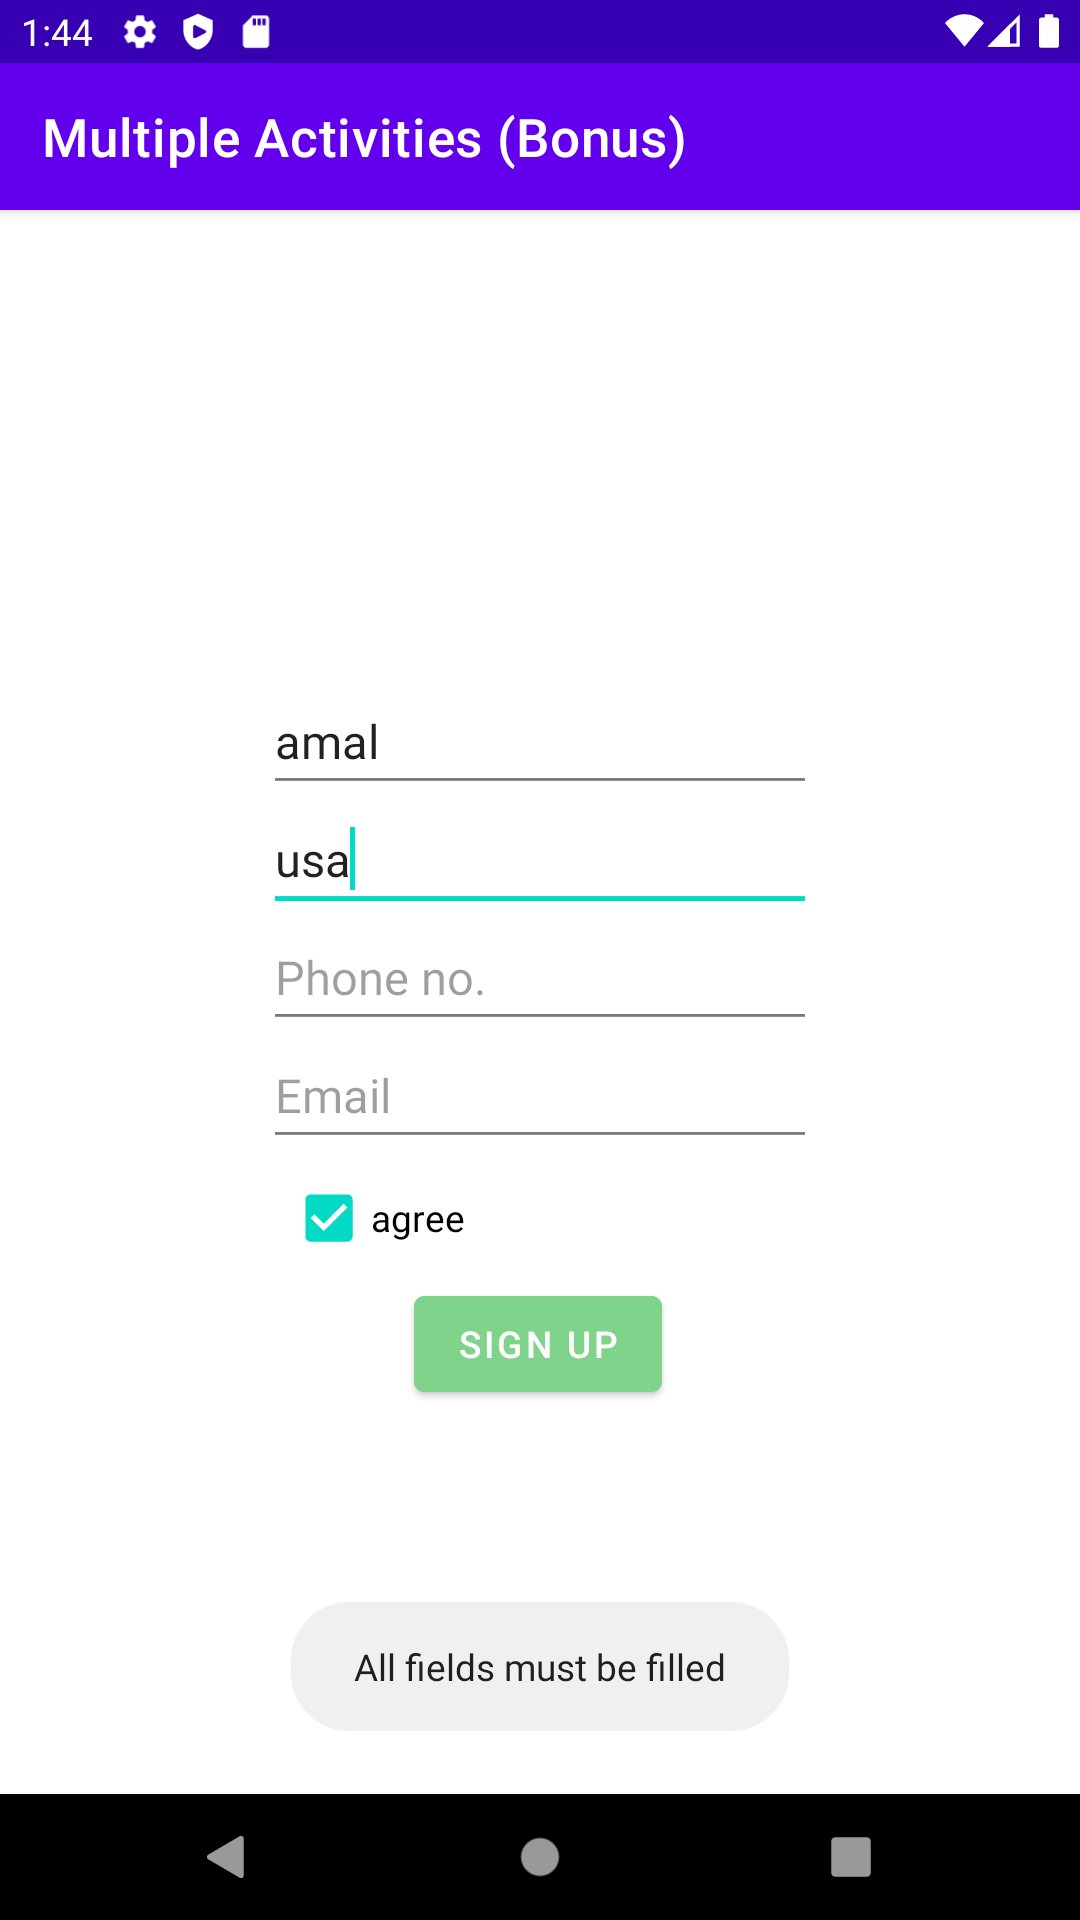 1:44
Multiple Activities (Bonus)
amal
usa
Phone no.
Email
agree
SIGN UP
All fields must be filled